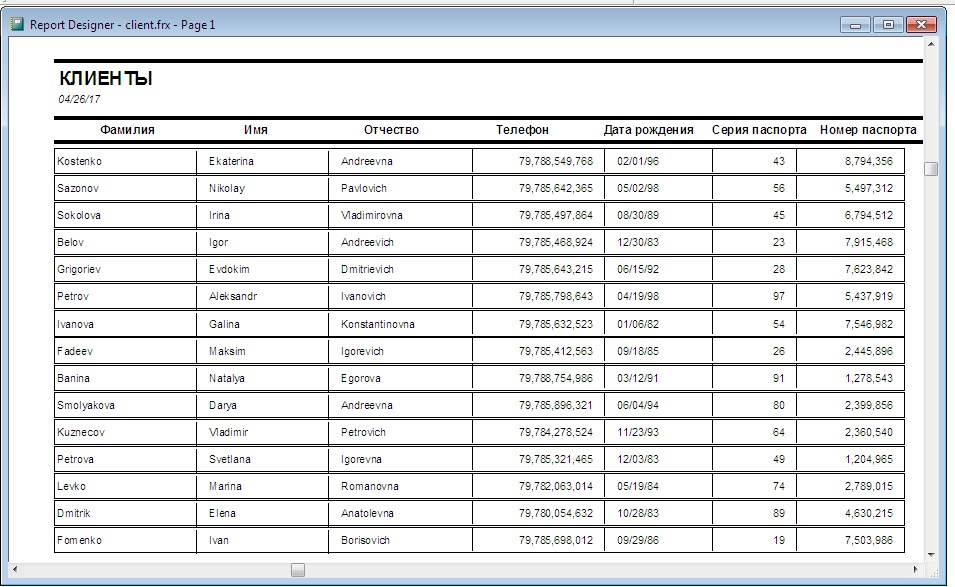 Report Designer - client.frx - Page 1
КЛИЕНТЫ
04/26/17
Фамилия Имя Отчество Телефон Дата рождения Серия паспорта Номер паспорта
Kostenko Ekaterina Andreevna 79,788,549,768 02/01/96 43 8,794,356
Sazonov Nikolay Pavlovich 79,785,642,365 05/02/98 56 5,497,312
Sokolova Irina Vladimirovna 79,785,497,864 08/30/89 45 6,794,512
Belov Igor Andreevich 79,785,468,924 12/30/83 23 7,915,468
Grigoriev Evdokim Dmitrievich 79,785,643,215 06/15/92 28 7,623,842
Petrov Aleksandr Ivanovich 79,785,798,643 04/19/98 97 5,437,919
Ivanova Galina Konstantinovna 79,785,632,523 01/06/82 54 7,546,982
Fadeev Maksim Igorevich 79,785,412,563 09/18/85 26 2,445,896
Banina Natalya Egorova 79,788,754,986 03/12/91 91 1,278,543
Smolyakova Darya Andreevna 79,785,896,321 06/04/94 80 2,399,856
Kuznecov Vladimir Petrovich 79,784,278,524 11/23/93 64 2,360,540
Petrova Svetlana Igorevna 79,785,321,465 12/03/83 49 1,204,965
Levko Marina Romanovna 79,782,063,014 05/19/84 74 2,789,015
Dmitrik Elena Anatolevna 79,780,054,632 10/28/83 89 4,630,215
Fomenko Ivan Borisovich 79,785,698,012 09/29/86 19 7,503,986